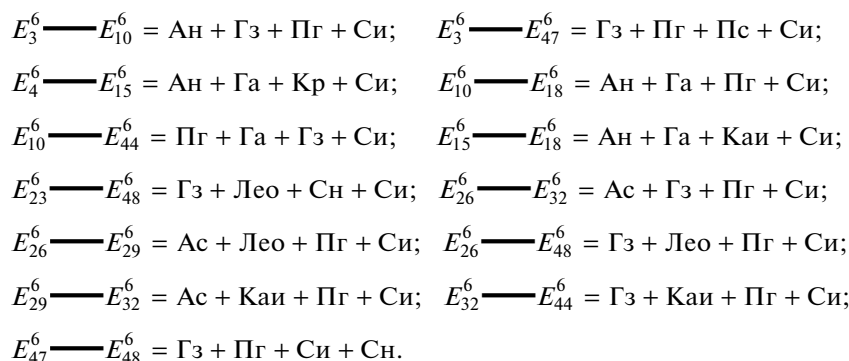 E₃⁶ — E₁₀⁶ = Ан + Гз + Пг + Си; E₃⁶ — E₄₇⁶ = Гз + Пг + Пс + Си;
E₄⁶ — E₁₅⁶ = Ан + Га + Кр + Си; E₁₀⁶ — E₁₈⁶ = Ан + Га + Пг + Си;
E₁₀⁶ — E₄₄⁶ = Пг + Га + Гз + Си; E₁₅⁶ — E₁₈⁶ = Ан + Га + Каи + Си;
E₂₃⁶ — E₄₈⁶ = Гз + Лео + Сн + Си; E₂₆⁶ — E₃₂⁶ = Ас + Гз + Пг + Си;
E₂₆⁶ — E₂₉⁶ = Ас + Лео + Пг + Си; E₂₆⁶ — E₄₈⁶ = Гз + Лео + Пг + Си;
E₂₉⁶ — E₃₂⁶ = Ас + Каи + Пг + Си; E₃₂⁶ — E₄₄⁶ = Гз + Каи + Пг + Си;
E₄₇⁶ — E₄₈⁶ = Гз + Пг + Си + Сн.